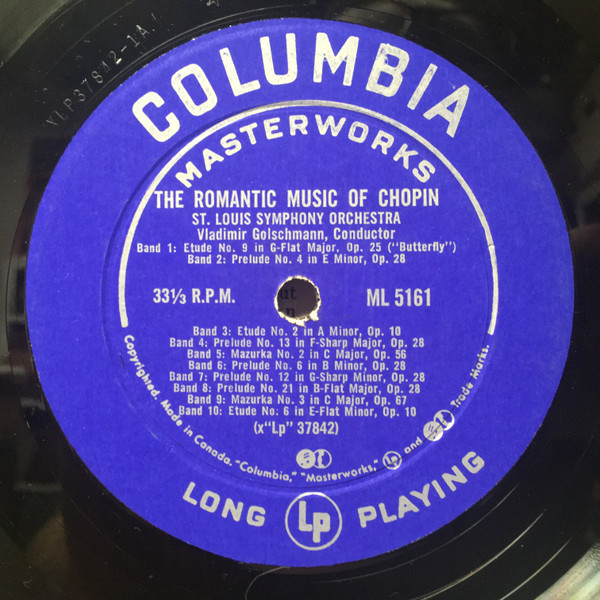 XLP37842-1A
COLUMBIA
MASTERWORKS
THE ROMANTIC MUSIC OF CHOPIN
ST. LOUIS SYMPHONY ORCHESTRA
Vladimir Golschmann, Conductor
Band 1: Etude No. 9 in G-Flat Major, Op. 25 ("Butterfly")
Band 2: Prelude No. 4 in E Minor, Op. 28
33⅓ R.P.M.
ML 5161
Band 3: Etude No. 2 in A Minor, Op. 10
Band 4: Prelude No. 13 in F-Sharp Major, Op. 28
Band 5: Mazurka No. 2 in C Major, Op. 56
Band 6: Prelude No. 6 in B Minor, Op. 28
Band 7: Prelude No. 12 in G-Sharp Minor, Op. 28
Band 8: Prelude No. 21 in B-Flat Major, Op. 28
Band 9: Mazurka No. 3 in C Major, Op. 67
Band 10: Etude No. 6 in E-Flat Minor, Op. 10
(x"Lp" 37842)
Copyrighted. Made in Canada. "Columbia," "Masterworks," Lp and Trade Marks.
LONG Lp PLAYING